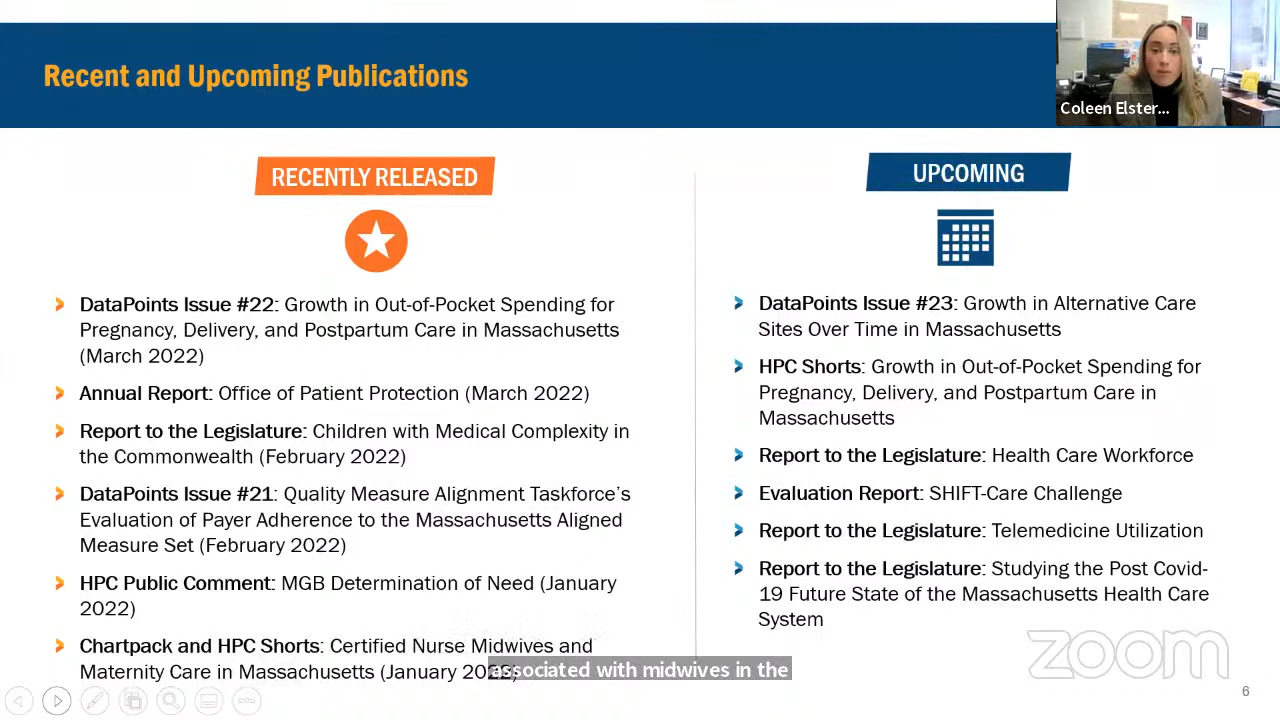 Recent and Upcoming Publications
Coleen Elster...
RECENTLY RELEASED
DataPoints Issue #22: Growth in Out-of-Pocket Spending for
Pregnancy, Delivery, and Postpartum Care in Massachusetts
(March 2022)
Annual Report: Office of Patient Protection (March 2022)
Report to the Legislature: Children with Medical Complexity in
the Commonwealth (February 2022)
DataPoints Issue #21: Quality Measure Alignment Taskforce’s
Evaluation of Payer Adherence to the Massachusetts Aligned
Measure Set (February 2022)
HPC Public Comment: MGB Determination of Need (January
2022)
Chartpack and HPC Shorts: Certified Nurse Midwives and
Maternity Care in Massachusetts (January 2022)
UPCOMING
DataPoints Issue #23: Growth in Alternative Care
Sites Over Time in Massachusetts
HPC Shorts: Growth in Out-of-Pocket Spending for
Pregnancy, Delivery, and Postpartum Care in
Massachusetts
Report to the Legislature: Health Care Workforce
Evaluation Report: SHIFT-Care Challenge
Report to the Legislature: Telemedicine Utilization
Report to the Legislature: Studying the Post Covid-
19 Future State of the Massachusetts Health Care
System
associated with midwives in the
zoom
6